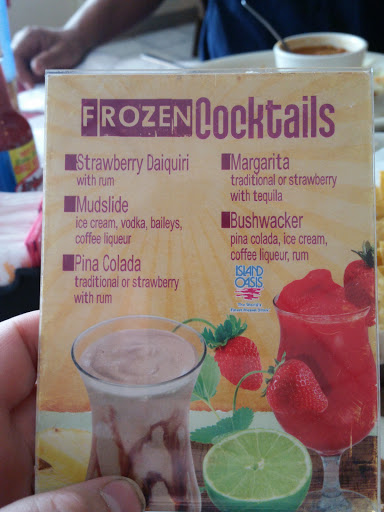 FROZEN Cocktails
Strawberry Daiquiri
with rum
Mudslide
ice cream, vodka, baileys,
coffee liqueur
Pina Colada
traditional or strawberry
with rum
Margarita
traditional or strawberry
with tequila
Bushwacker
pina colada, ice cream,
coffee liqueur, rum
ISLAND
OASIS